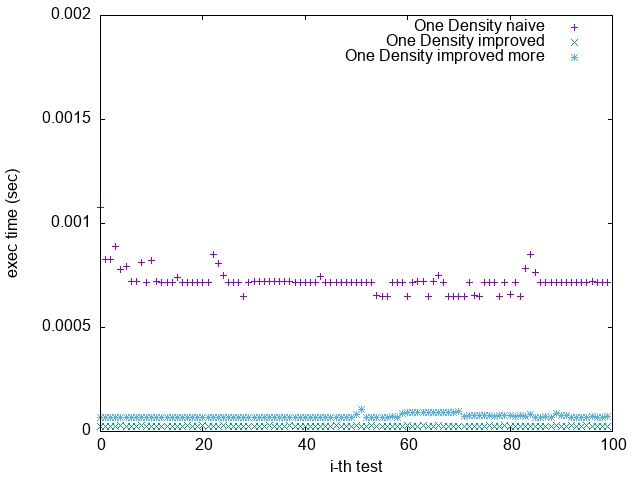 0.002
One Density naive
One Density improved
One Density improved more
0.0015
0.001
exec time (sec)
0.0005
0
0 20 40 60 80 100
i-th test